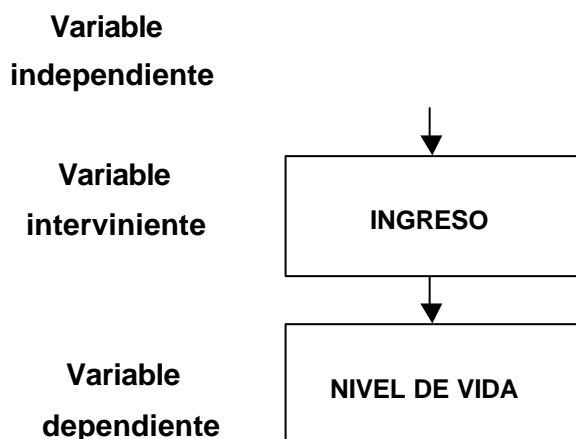 Variable
independiente
Variable
interviniente
INGRESO
Variable
dependiente
NIVEL DE VIDA